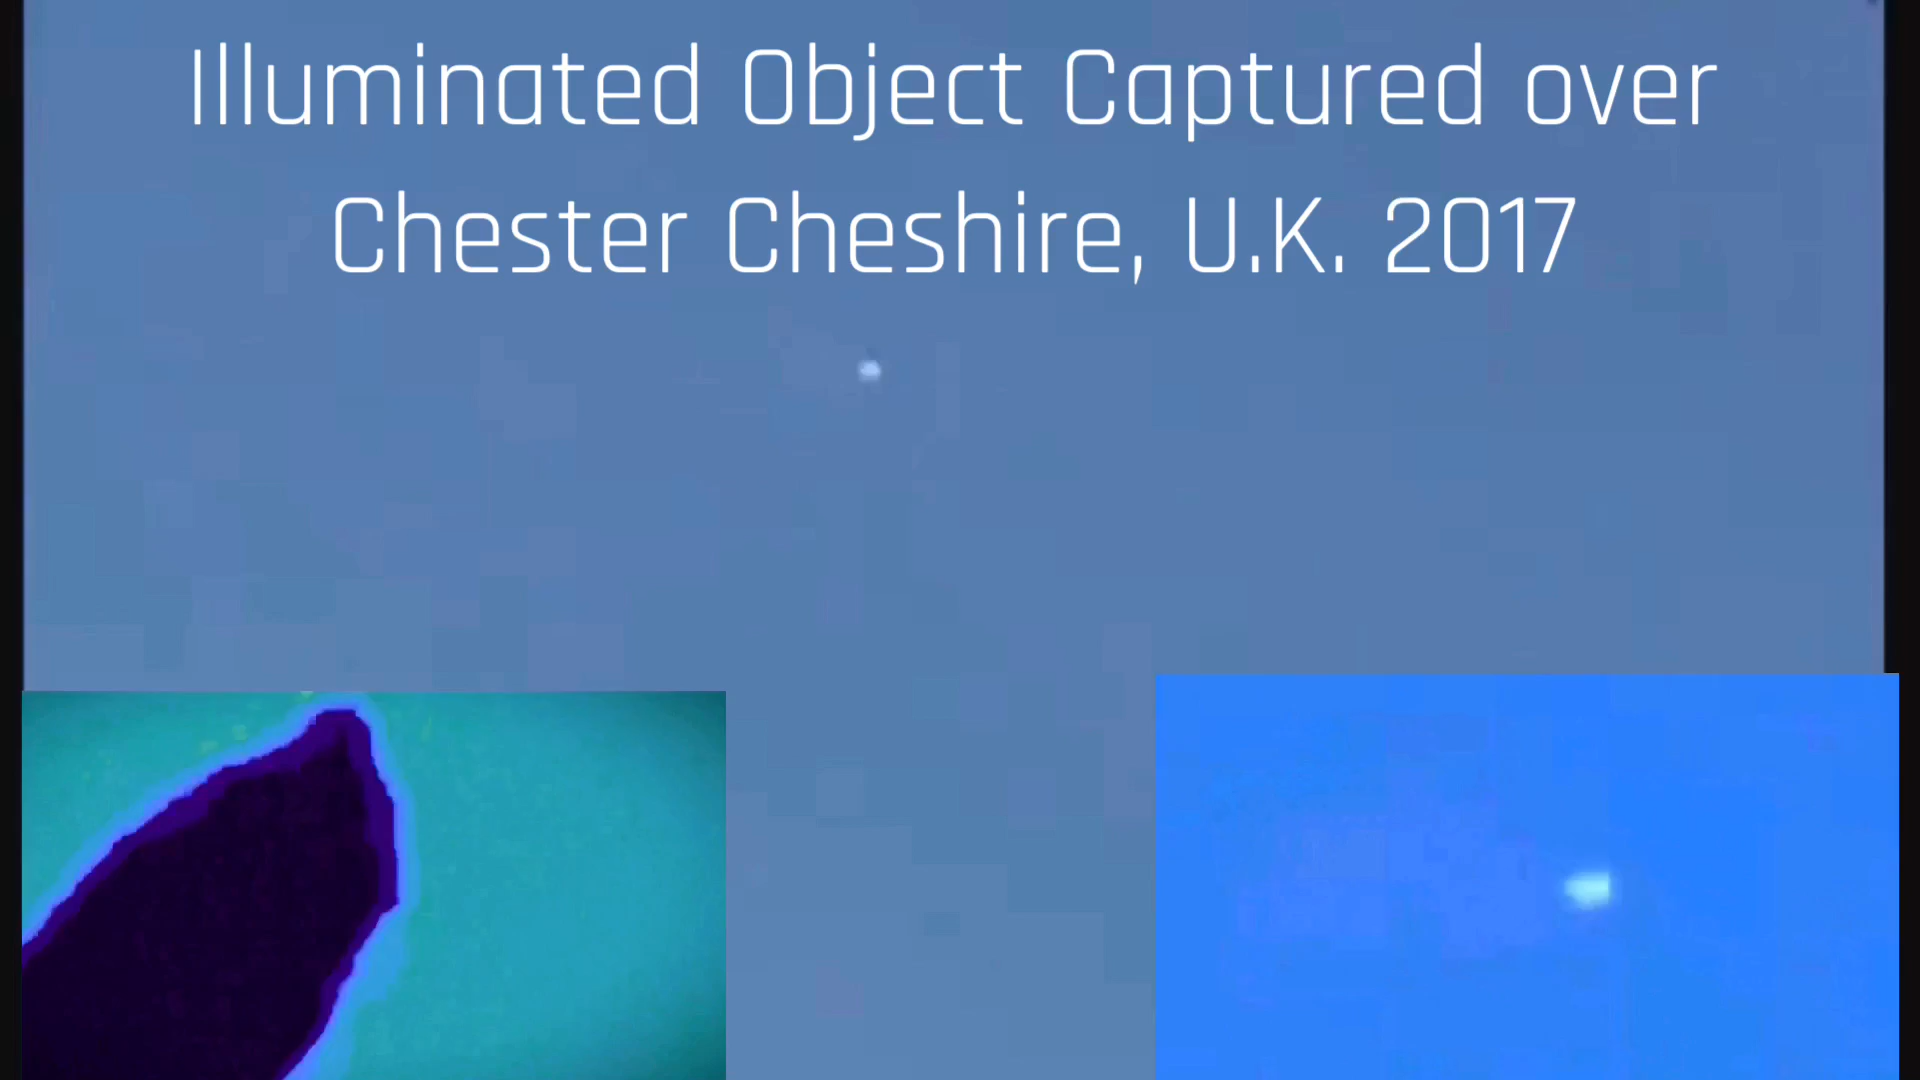 Illuminated Object Captured over
Chester Cheshire, U.K. 2017